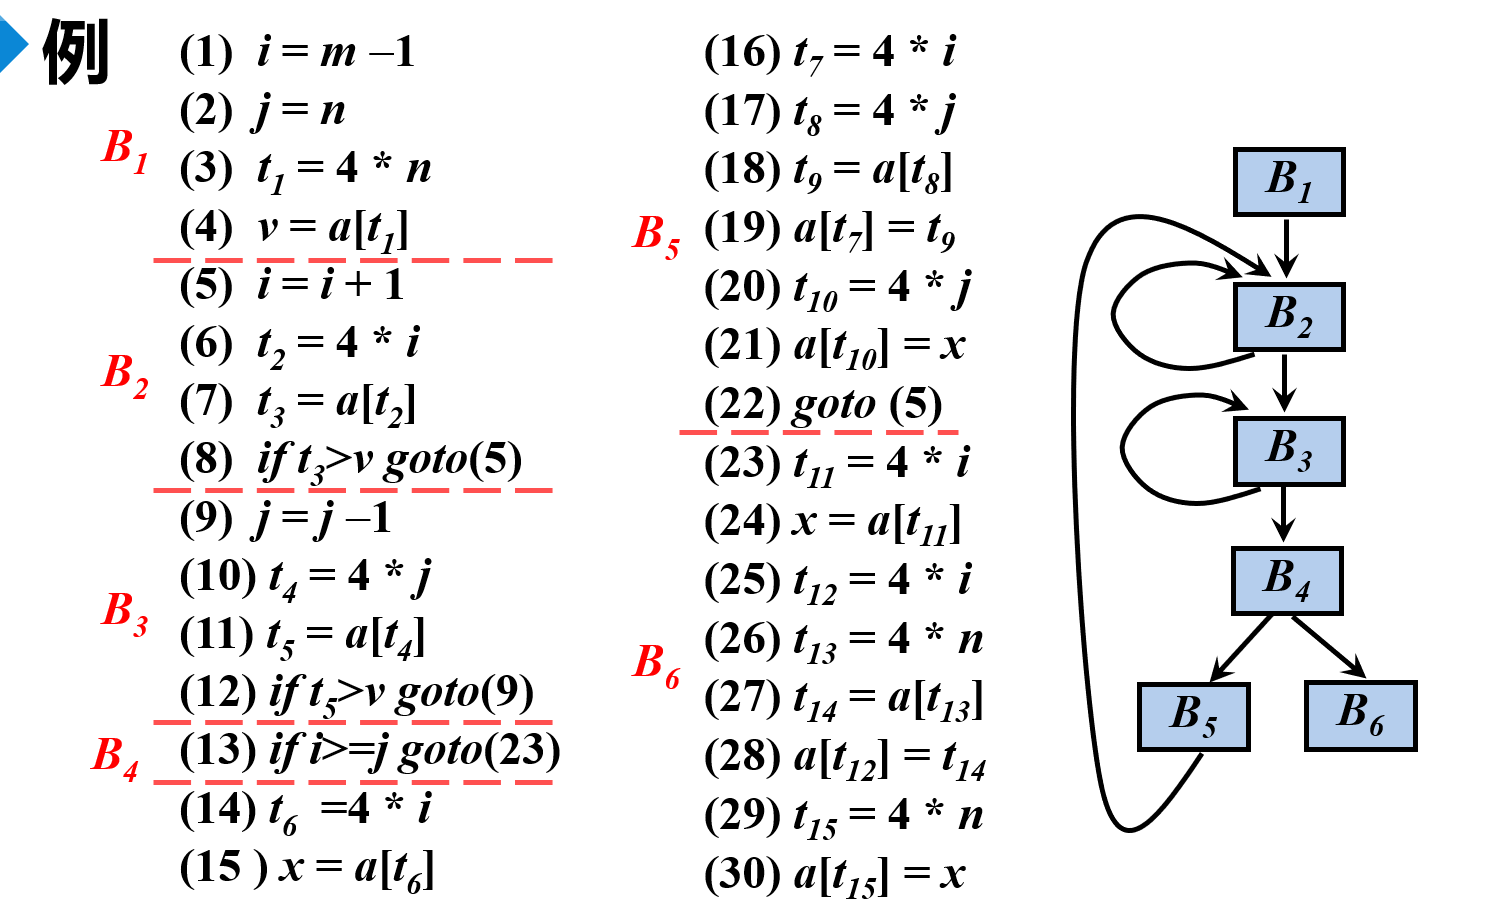 例
(1) i = m –1
(2) j = n
B1
(3) t1 = 4 * n
(4) v = a[t1]
(5) i = i + 1
(6) t2 = 4 * i
B2
(7) t3 = a[t2]
(8) if t3>v goto(5)
(9) j = j –1
(10) t4 = 4 * j
B3
(11) t5 = a[t4]
(12) if t5>v goto(9)
B4
(13) if i>=j goto(23)
(14) t6 =4 * i
(15 ) x = a[t6]
(16) t7 = 4 * i
(17) t8 = 4 * j
(18) t9 = a[t8]
B5
(19) a[t7] = t9
(20) t10 = 4 * j
(21) a[t10] = x
(22) goto (5)
(23) t11 = 4 * i
(24) x = a[t11]
(25) t12 = 4 * i
(26) t13 = 4 * n
B6
(27) t14 = a[t13]
(28) a[t12] = t14
(29) t15 = 4 * n
(30) a[t15] = x
B1
B2
B3
B4
B5
B6